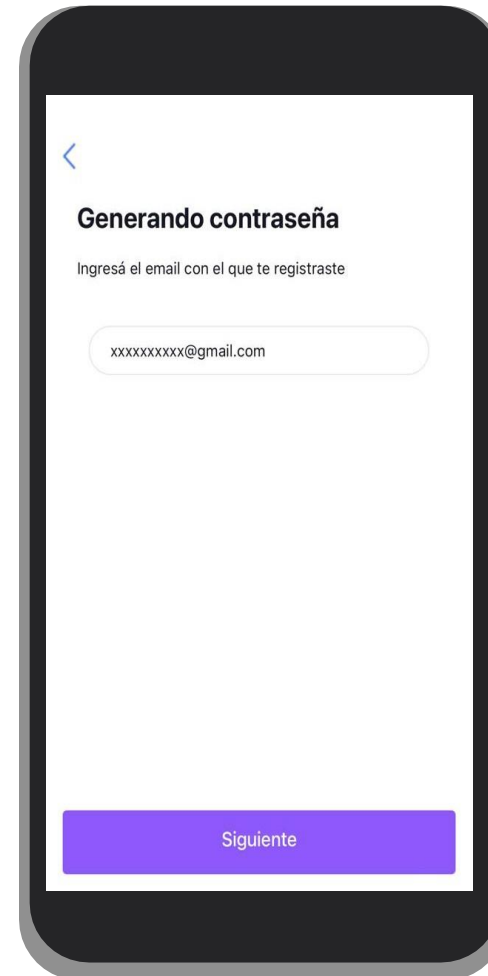 Generando contraseña
Ingresá el email con el que te registraste
xxxxxxxxxx@gmail.com
Siguiente